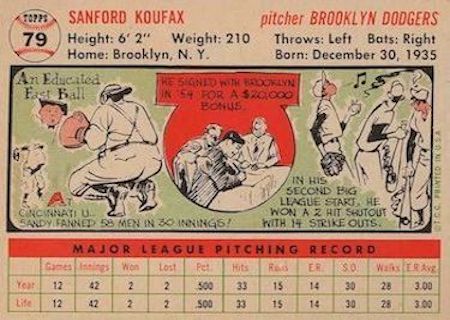 TOPPS
79
SANFORD KOUFAX
pitcher BROOKLYN DODGERS
Height: 6' 2" Weight: 210
Throws: Left Bats: Right
Home: Brooklyn, N. Y.
Born: December 30, 1935
An Educated
Fast Ball
AT
CINCINNATI U..
SANDY FANNED 58 MEN IN 30 INNINGS!
HE SIGNED WITH BROOKLYN
IN '54 FOR A $20,000
BONUS.
IN HIS
SECOND BIG
LEAGUE START, HE
WON A 2 HIT SHUTOUT
WITH 14 STRIKE OUTS.
©T.C.G. PRINTED IN U.S.A.
MAJOR LEAGUE PITCHING RECORD
Games Innings Won Lost Pct. Hits Runs E.R. S.O. Walks E.R.Avg.
Year 12 42 2 2 .500 33 15 14 30 28 3.00
Life 12 42 2 2 .500 33 15 14 30 28 3.00